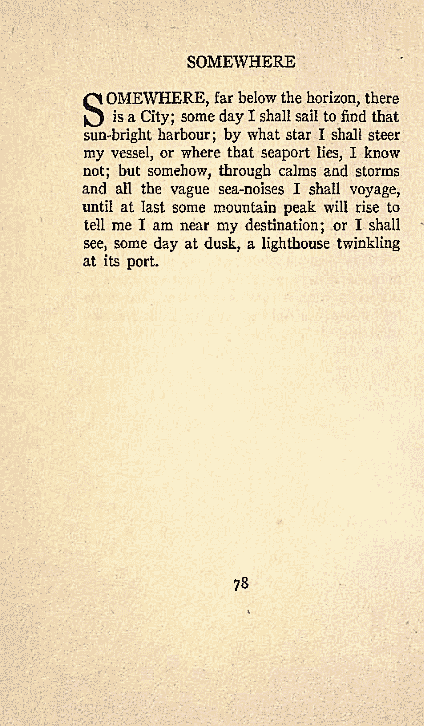 SOMEWHERE
SOMEWHERE, far below the horizon, there
is a City; some day I shall sail to find that
sun-bright harbour; by what star I shall steer
my vessel, or where that seaport lies, I know
not; but somehow, through calms and storms
and all the vague sea-noises I shall voyage,
until at last some mountain peak will rise to
tell me I am near my destination; or I shall
see, some day at dusk, a lighthouse twinkling
at its port.
78